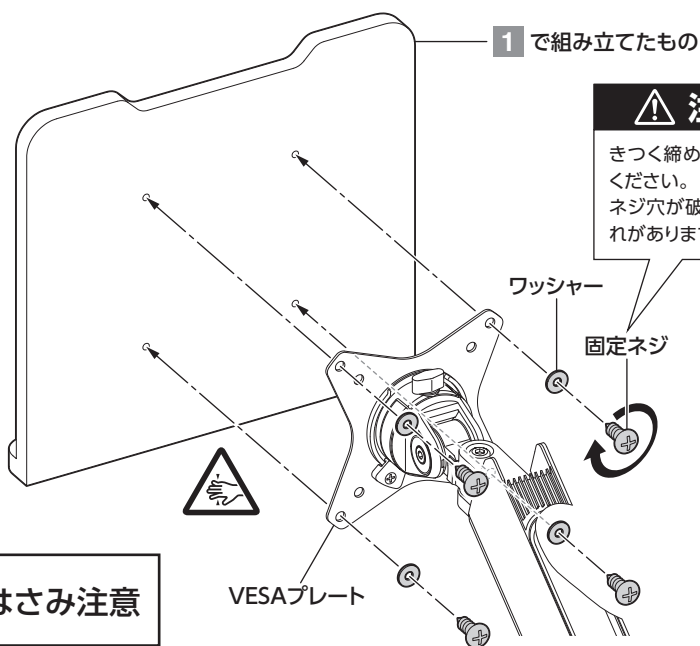 1 で組み立てたもの
きつく締め
ください。
ネジ穴が破
れがあります
ワッシャー
固定ネジ
VESAプレート
はさみ注意